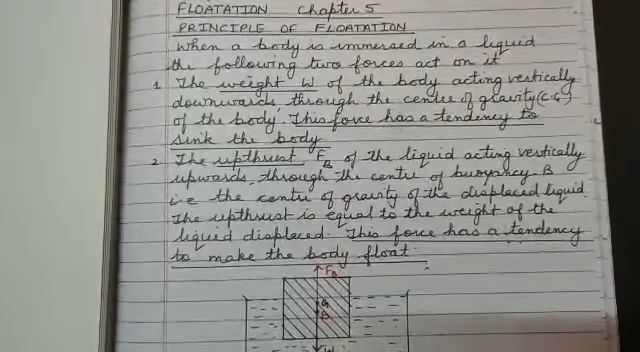 FLOATATION Chapter 5
PRINCIPLE OF FLOATATION
When a body is immersed in a liquid
the following two forces act on it
1. The weight W of the body acting vertically
downwards, through the centre of gravity (C.G)
of the body. This force has a tendency to
sink the body
2. The upthrust FB of the liquid acting vertically
upwards, through the centre of buoyancy B
i.e the centre of gravity of the displaced liquid.
The upthrust is equal to the weight of the
liquid displaced. This force has a tendency
to make the body float.
FB
G
B
W